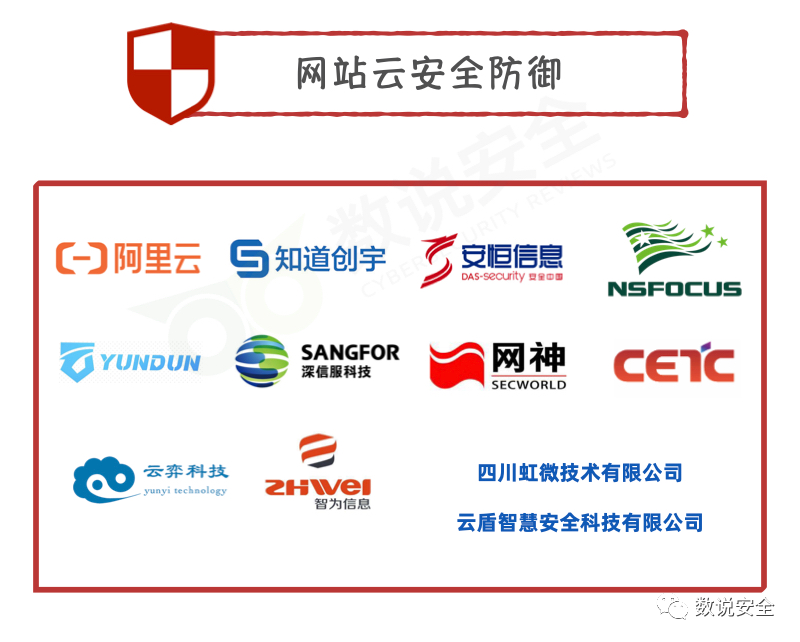 网站云安全防御
数说安全
CYBER SECURITY REVIEWS
阿里云
知道创宇
安恒信息
DAS-security 安全中国
NSFOCUS
YUNDUN
SANGFOR
深信服科技
网神
SECWORLD
CETC
云弈科技
yunyi technology
ZHWEI
智为信息
四川虹微技术有限公司
云盾智慧安全科技有限公司
数说安全